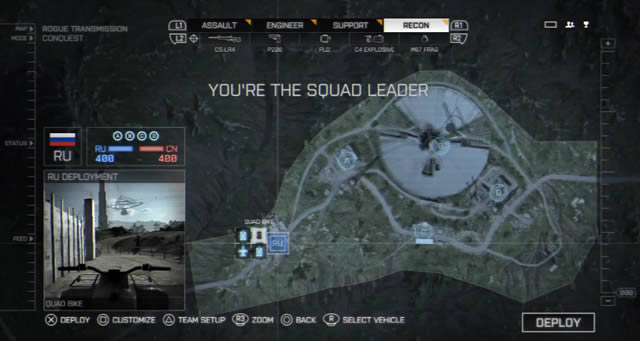 L1 ASSAULT ENGINEER SUPPORT RECON R1
MAP ROGUE TRANSMISSION
MODE CONQUEST
L2 CS-LR4 P226 PLD C4 EXPLOSIVE M67 FRAG R2
YOU'RE THE SQUAD LEADER
STATUS
A B C D
RU CN
RU 400 400
RU DEPLOYMENT
QUAD BIKE
RU
FEED
QUAD BIKE
DEPLOY CUSTOMIZE TEAM SETUP R3 ZOOM BACK R SELECT VEHICLE
DEPLOY